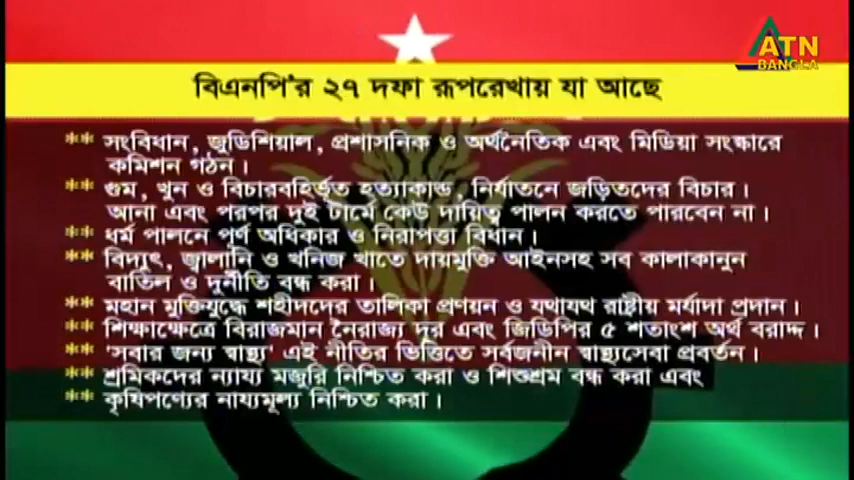 ATN
BANGLA
বিএনপি'র ২৭ দফা রূপরেখায় যা আছে
** সংবিধান, জুডিশিয়াল, প্রশাসনিক ও অর্থনৈতিক এবং মিডিয়া সংস্কারে
কমিশন গঠন।
** গুম, খুন ও বিচারবহির্ভূত হত্যাকান্ড, নির্যাতনে জড়িতদের বিচার।
আনা এবং পরপর দুই টার্মে কেউ দায়িত্ব পালন করতে পারবেন না।
** ধর্ম পালনে পূর্ণ অধিকার ও নিরাপত্তা বিধান।
** বিদ্যুৎ, জ্বালানি ও খনিজ খাতে দায়মুক্তি আইনসহ সব কালাকানুন
বাতিল ও দুর্নীতি বন্ধ করা।
** মহান মুক্তিযুদ্ধে শহীদদের তালিকা প্রণয়ন ও যথাযথ রাষ্ট্রীয় মর্যাদা প্রদান।
** শিক্ষাক্ষেত্রে বিরাজমান নৈরাজ্য দূর এবং জিডিপির ৫ শতাংশ অর্থ বরাদ্দ।
** 'সবার জন্য স্বাস্থ্য' এই নীতির ভিত্তিতে সর্বজনীন স্বাস্থ্যসেবা প্রবর্তন।
** শ্রমিকদের ন্যায্য মজুরি নিশ্চিত করা ও শিশুশ্রম বন্ধ করা এবং
** কৃষিপণ্যের নায্যমূল্য নিশ্চিত করা।